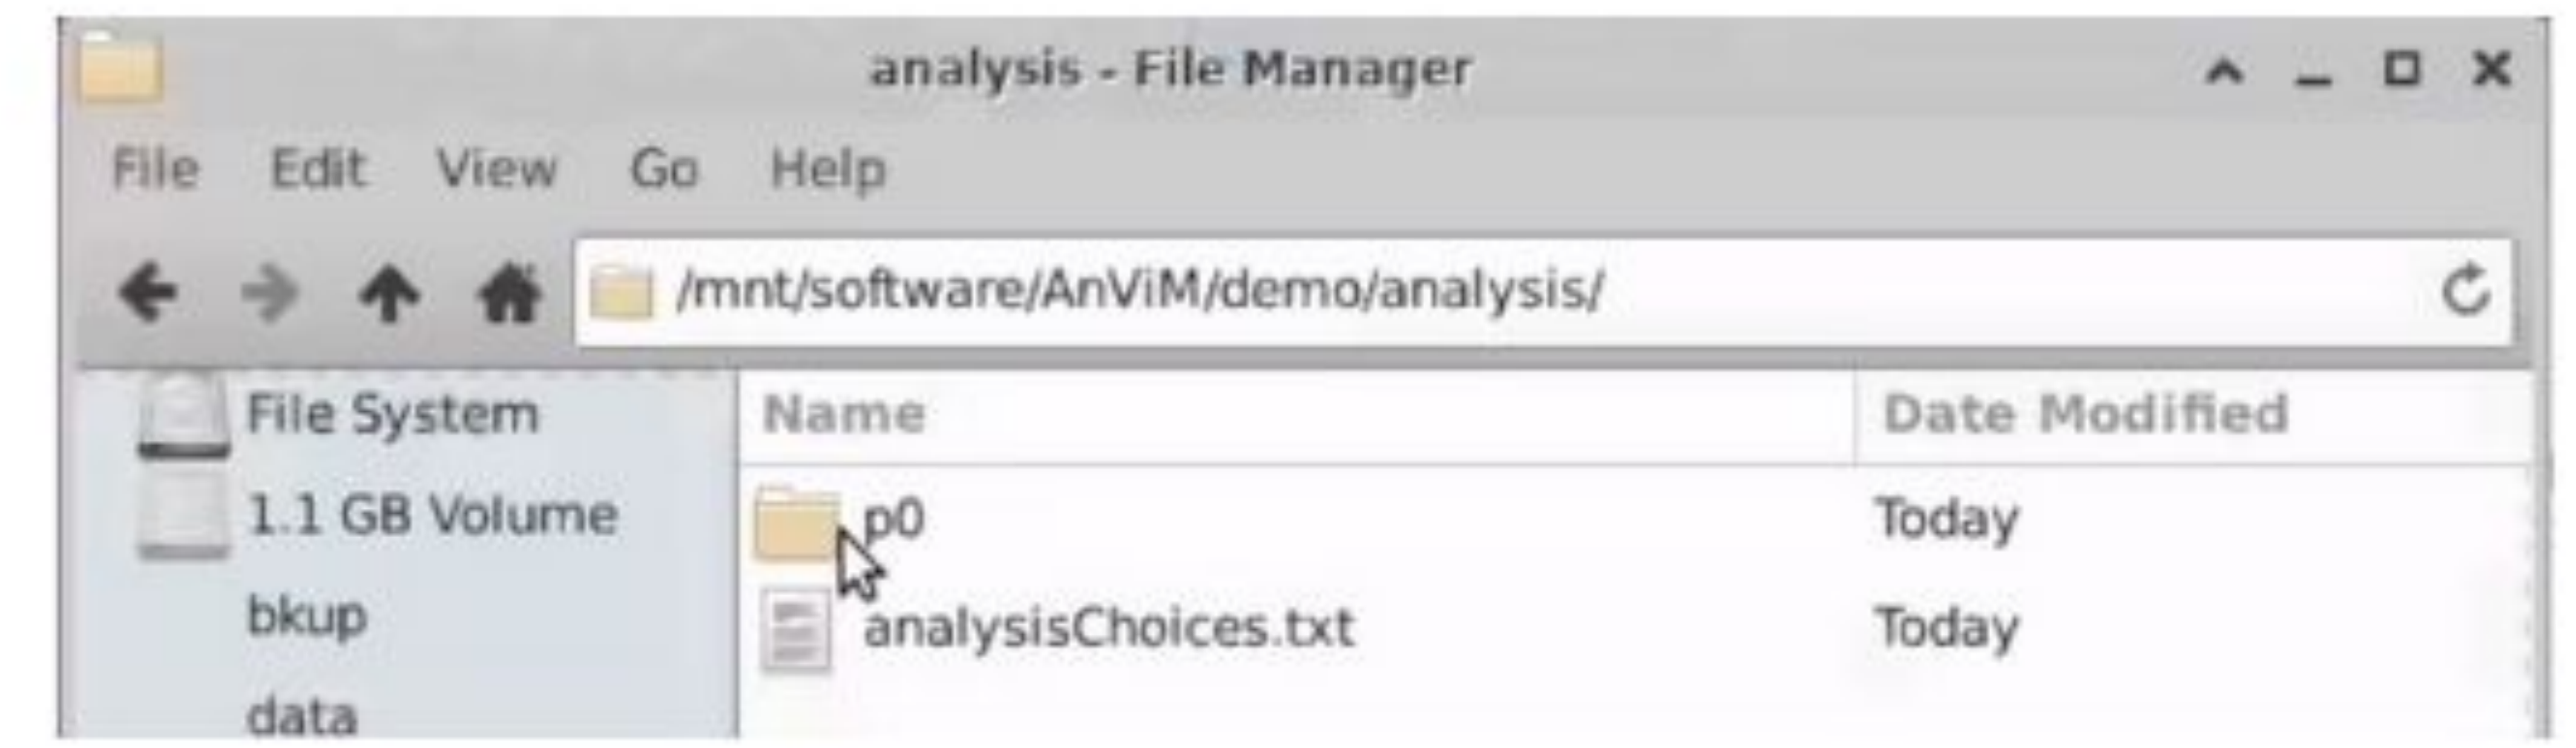 analysis - File Manager
File Edit View Go Help
/mnt/software/AnViM/demo/analysis/
File System
1.1 GB Volume
bkup
data
Name Date Modified
p0 Today
analysisChoices.txt Today